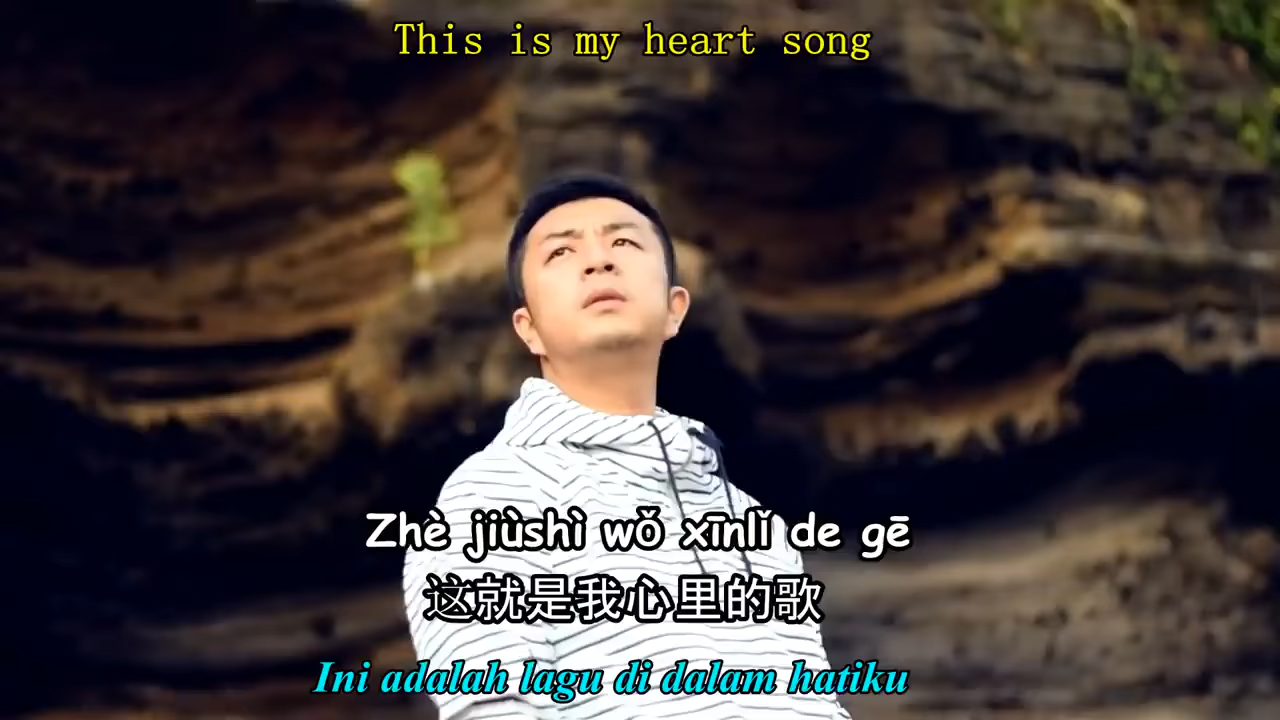 This is my heart song
Zhè jiùshì wǒ xīnlǐ de gē
这就是我心里的歌
Ini adalah lagu di dalam hatiku